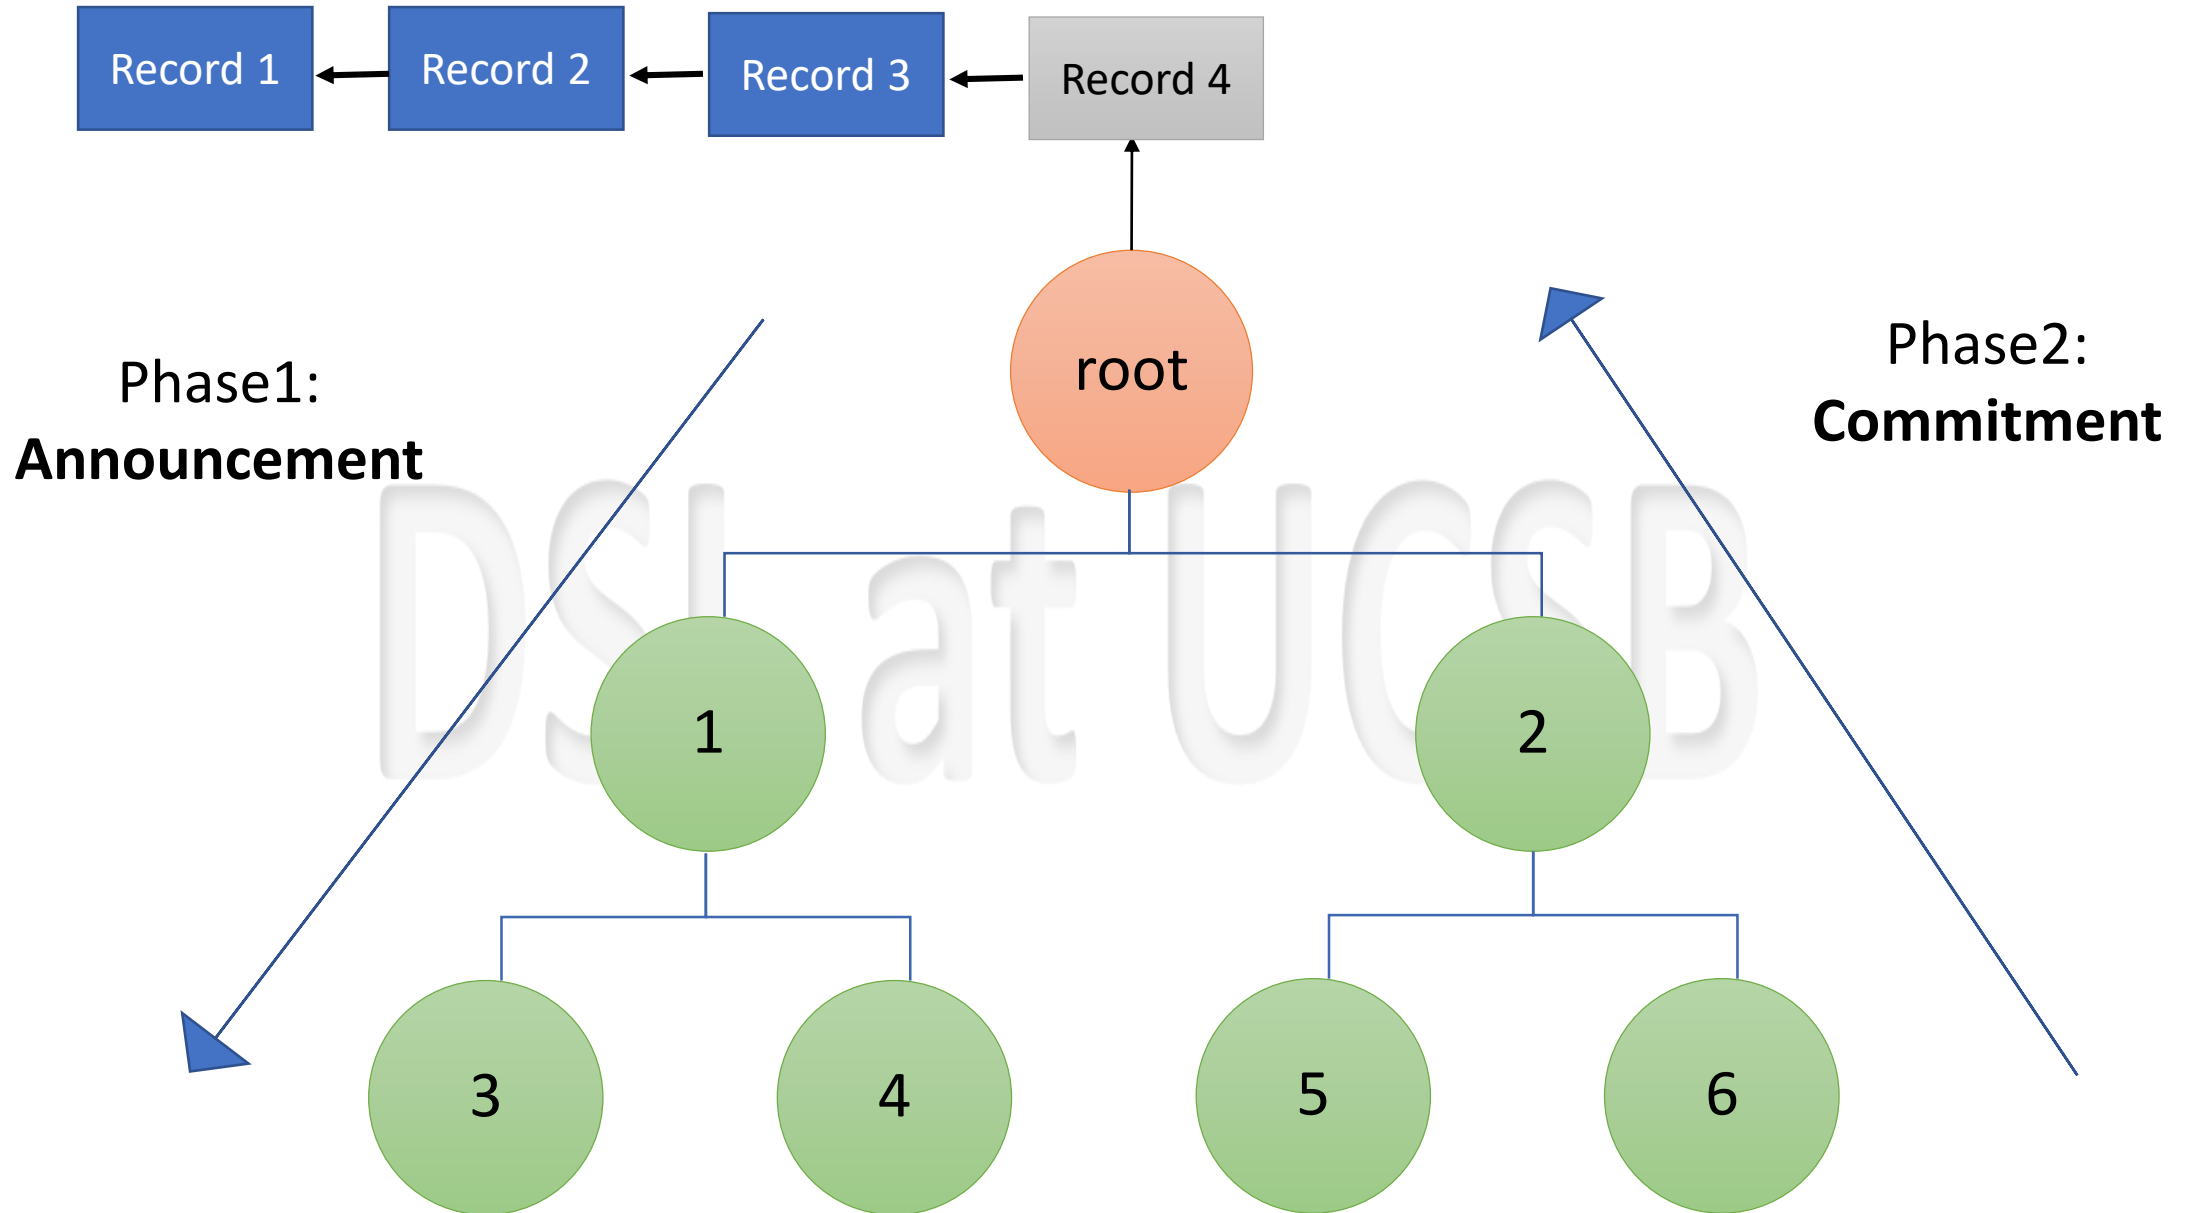 Record 1
Record 2
Record 3
Record 4
root
Phase1:
Announcement
Phase2:
Commitment
DSL at UCSB
1
2
3
4
5
6